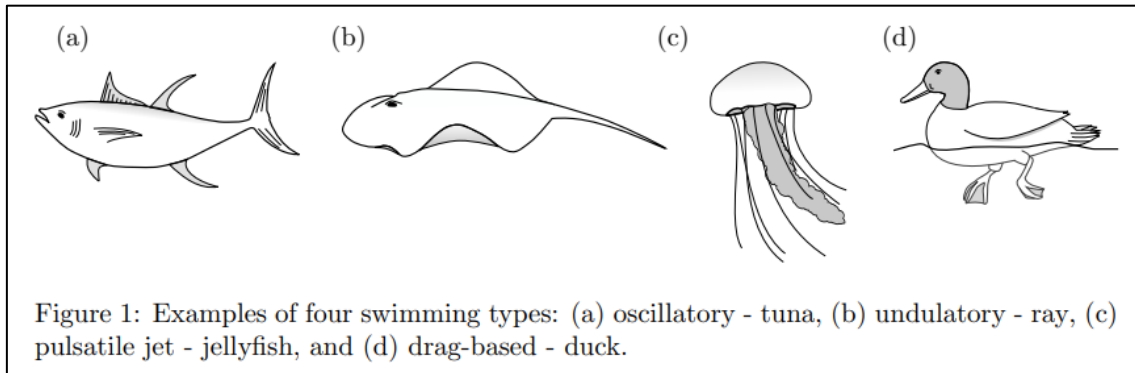 (a) (b) (c) (d)
Figure 1: Examples of four swimming types: (a) oscillatory - tuna, (b) undulatory - ray, (c)
pulsatile jet - jellyfish, and (d) drag-based - duck.